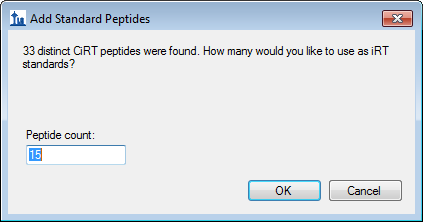 Add Standard Peptides
33 distinct CiRT peptides were found. How many would you like to use as iRT
standards?
Peptide count:
15
OK
Cancel